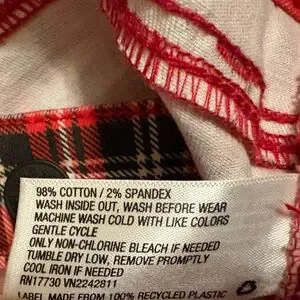 98% COTTON / 2% SPANDEX
WASH INSIDE OUT, WASH BEFORE WEAR
MACHINE WASH COLD WITH LIKE COLORS
GENTLE CYCLE
ONLY NON-CHLORINE BLEACH IF NEEDED
TUMBLE DRY LOW, REMOVE PROMPTLY
COOL IRON IF NEEDED
RN17730 VN2242811
LABEL MADE FROM 100% RECYCLED PLASTIC